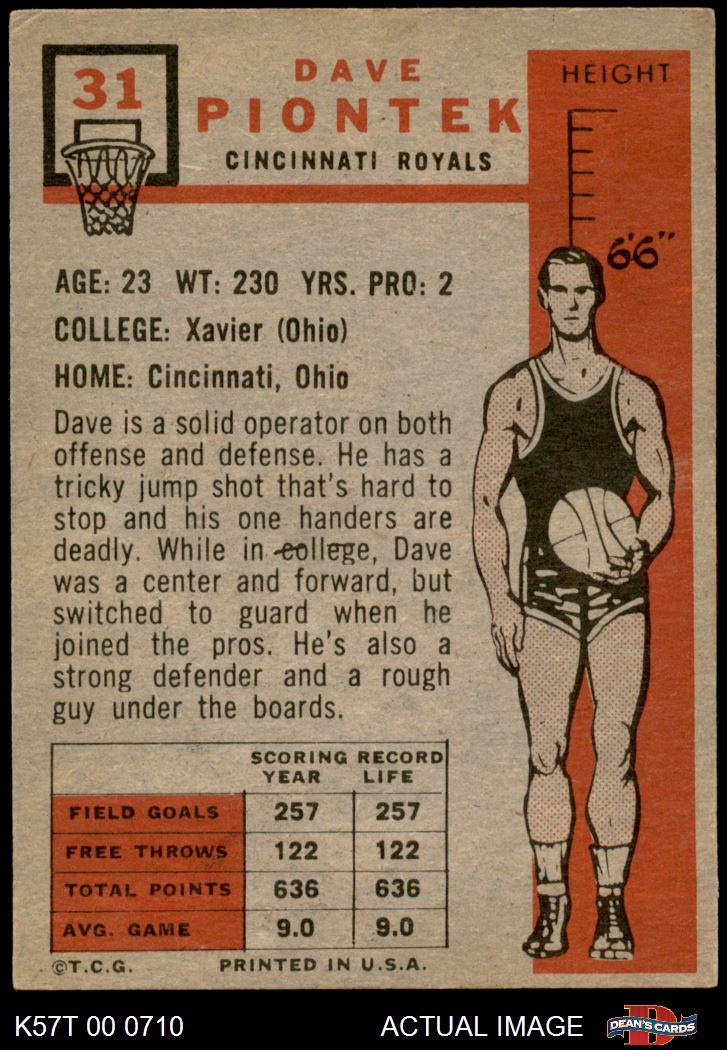 31
DAVE
PIONTEK
CINCINNATI ROYALS
HEIGHT
6'6"
AGE: 23 WT: 230 YRS. PRO: 2
COLLEGE: Xavier (Ohio)
HOME: Cincinnati, Ohio
Dave is a solid operator on both
offense and defense. He has a
tricky jump shot that's hard to
stop and his one handers are
deadly. While in college, Dave
was a center and forward, but
switched to guard when he
joined the pros. He's also a
strong defender and a rough
guy under the boards.
SCORING RECORD
YEAR LIFE
FIELD GOALS 257 257
FREE THROWS 122 122
TOTAL POINTS 636 636
AVG. GAME 9.0 9.0
©T.C.G. PRINTED IN U.S.A.
K57T 00 0710 ACTUAL IMAGE D DEAN'S CARDS